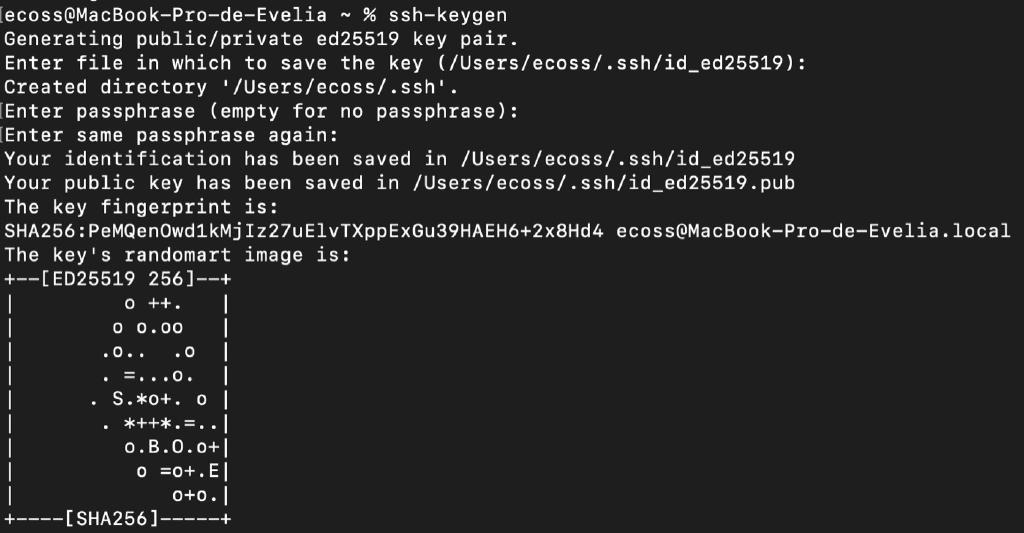 [ecoss@MacBook-Pro-de-Evelia ~ % ssh-keygen
Generating public/private ed25519 key pair.
Enter file in which to save the key (/Users/ecoss/.ssh/id_ed25519):
Created directory '/Users/ecoss/.ssh'.
[Enter passphrase (empty for no passphrase):
[Enter same passphrase again:
Your identification has been saved in /Users/ecoss/.ssh/id_ed25519
Your public key has been saved in /Users/ecoss/.ssh/id_ed25519.pub
The key fingerprint is:
SHA256:PeMQenOwd1kMjIz27uElvTXppExGu39HAEH6+2x8Hd4 ecoss@MacBook-Pro-de-Evelia.local
The key's randomart image is:
+--[ED25519 256]--+
|         o ++.   |
|        o o.oo   |
|       .o..  .o  |
|       . =...o.  |
|      . S.*o+. o |
|       . *++*.=..|
|         o.B.O.o+|
|          o =o+.E|
|             o+o.|
+----[SHA256]-----+